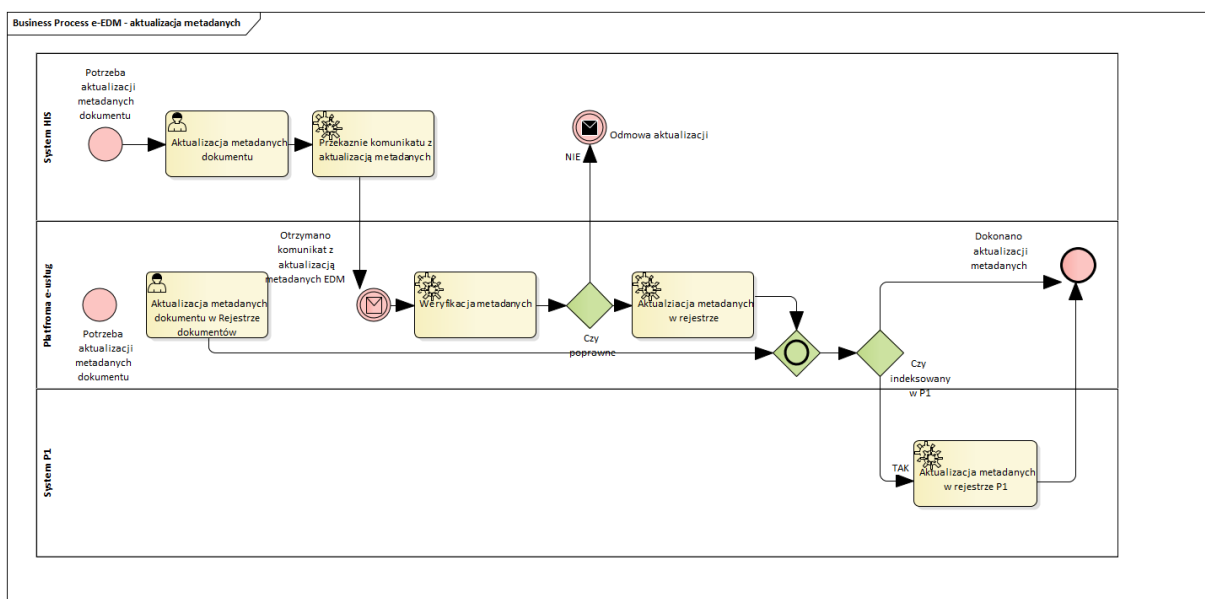 Business Process e-EDM - aktualizacja metadanych
System HIS
Potrzeba
aktualizacji
metadanych
dokumentu
Aktualizacja metadanych
dokumentu
Przekaznie komunikatu z
aktualizacją metadanych
Odmowa aktualizacji
NIE
Platfroma e-usług
Otrzymano
komunikat z
aktualizacją
metadanych EDM
Dokonano
aktualizacji
metadanych
Aktualizacja metadanych
dokumentu w Rejestrze
dokumentów
Potrzeba
aktualizacji
metadanych
dokumentu
Weryfikacja metadanych
Czy
poprawne
Aktualziacja metadanych
w rejestrze
Czy
indeksowany
w P1
System P1
TAK
Aktualizacja metadanych
w rejestrze P1